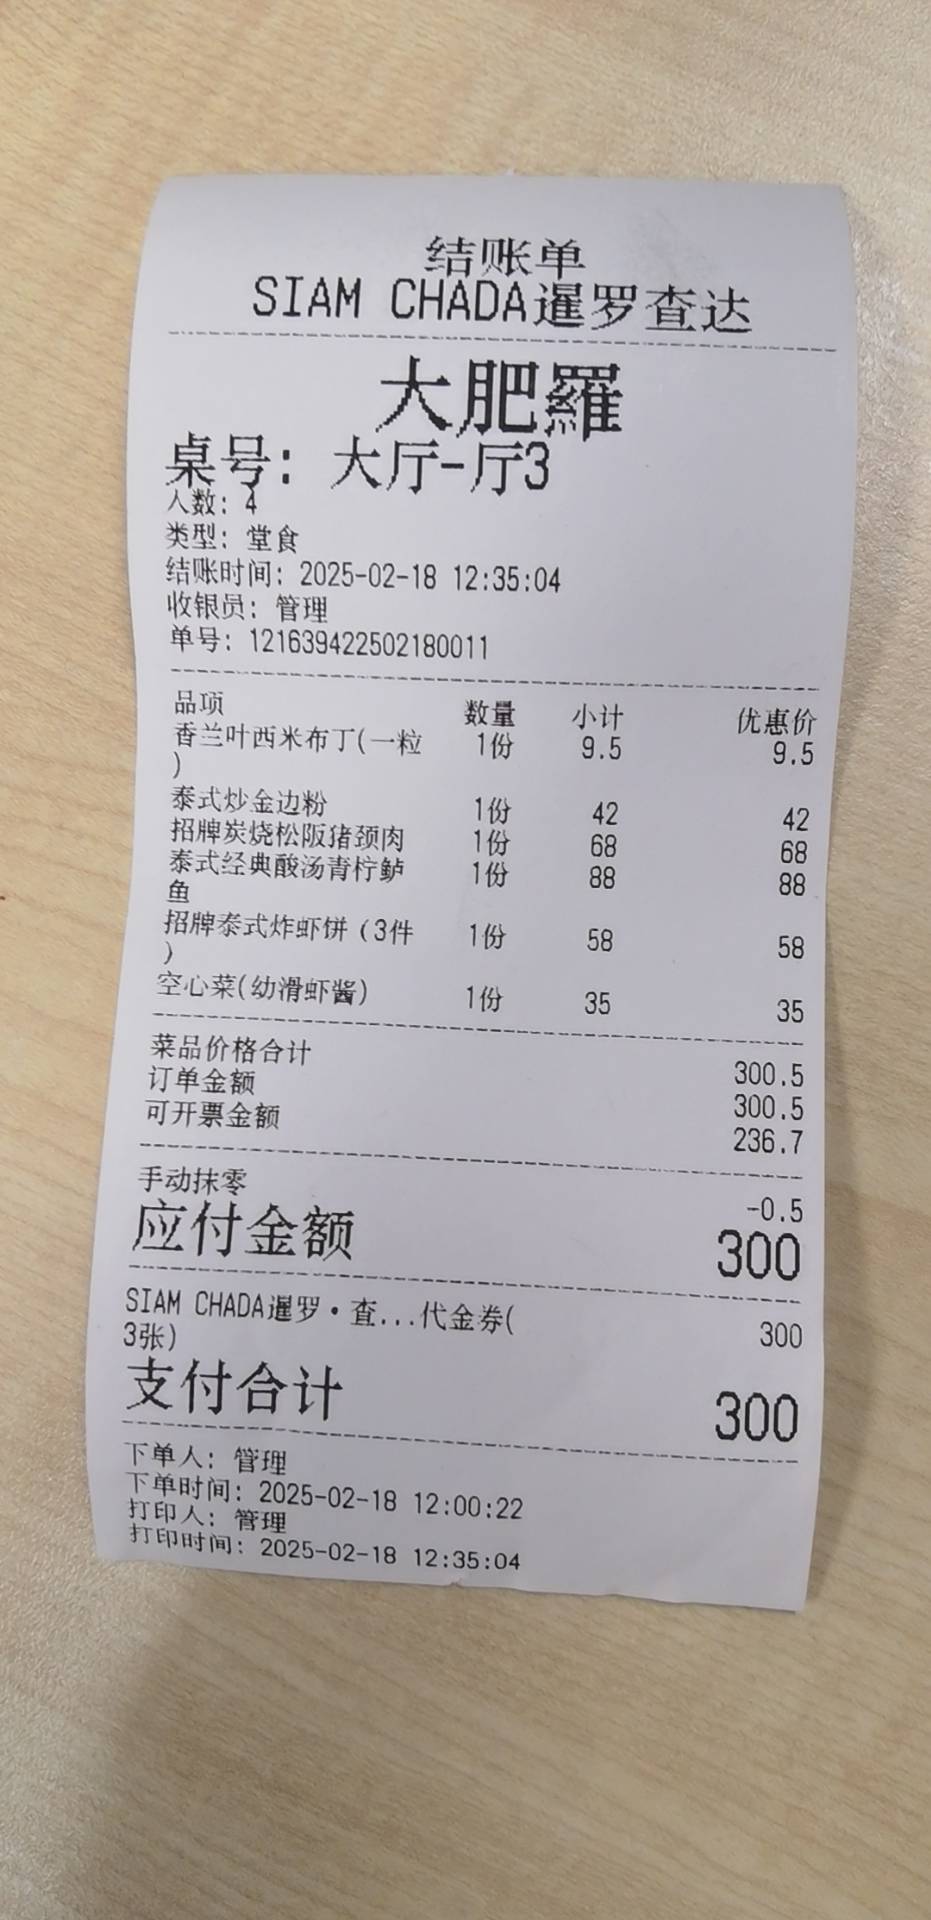 结账单
SIAM CHADA暹罗查达
大肥羅
桌号: 大厅-厅3
人数: 4
类型: 堂食
结账时间: 2025-02-18 12:35:04
收银员: 管理
单号: 121639422502180011
品项 数量 小计 优惠价
香兰叶西米布丁(一粒 1份 9.5 9.5
)
泰式炒金边粉 1份 42 42
招牌炭烧松阪猪颈肉 1份 68 68
泰式经典酸汤青柠鲈 1份 88 88
鱼
招牌泰式炸虾饼（3件 1份 58 58
）
空心菜(幼滑虾酱) 1份 35 35
菜品价格合计 300.5
订单金额 300.5
可开票金额 236.7
手动抹零 -0.5
应付金额 300
SIAM CHADA暹罗·查...代金券( 300
3张)
支付合计 300
下单人: 管理
下单时间: 2025-02-18 12:00:22
打印人: 管理
打印时间: 2025-02-18 12:35:04